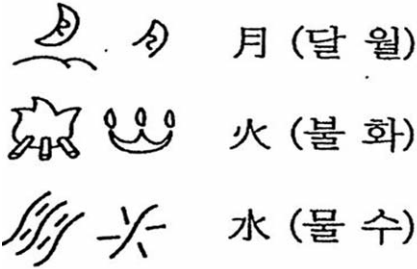 月 (달 월)
火 (불 화)
水 (물 수)